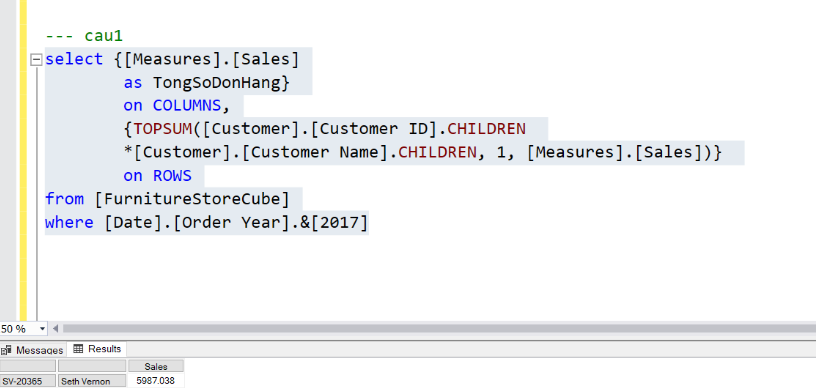 --- cau1
select {[Measures].[Sales]
as TongSoDonHang}
on COLUMNS,
{TOPSUM([Customer].[Customer ID].CHILDREN
*[Customer].[Customer Name].CHILDREN, 1, [Measures].[Sales])}
on ROWS
from [FurnitureStoreCube]
where [Date].[Order Year].&[2017]
50 %
Messages Results
Sales
SV-20365 Seth Vernon 5987.038